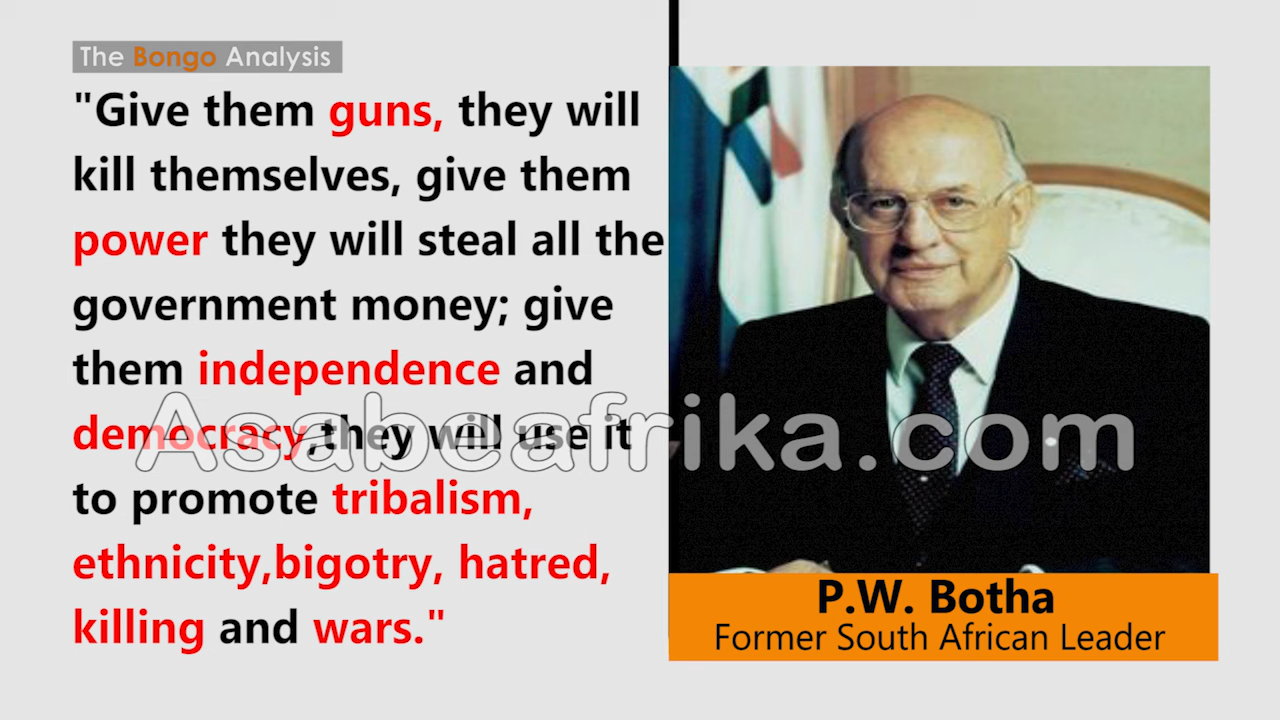 The Bongo Analysis
"Give them guns, they will
kill themselves, give them
power they will steal all the
government money; give
them independence and
democracy,they will use it
to promote tribalism,
ethnicity,bigotry, hatred,
killing and wars."
Asabeafrika.com
P.W. Botha
Former South African Leader